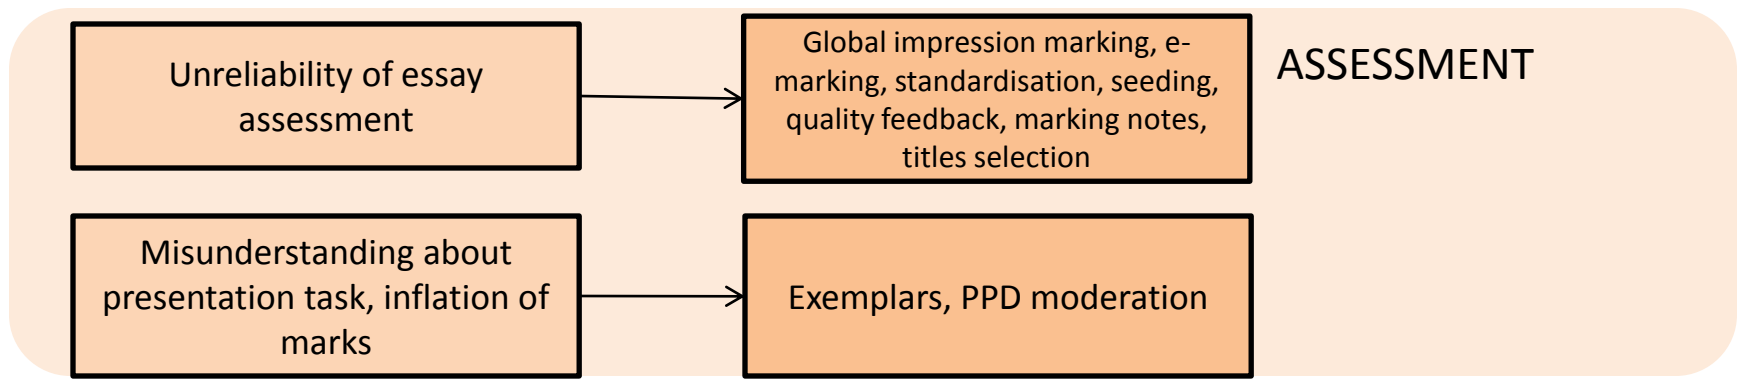 Unreliability of essay
assessment
Global impression marking, e-
marking, standardisation, seeding,
quality feedback, marking notes,
titles selection
ASSESSMENT
Misunderstanding about
presentation task, inflation of
marks
Exemplars, PPD moderation